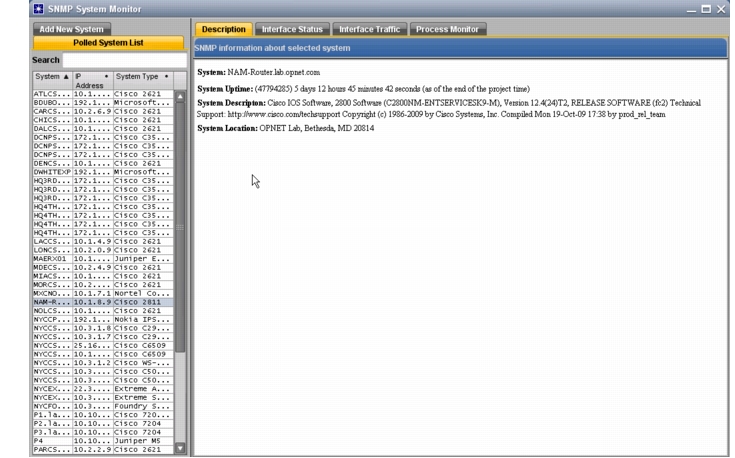 SNMP System Monitor
Add New System
Polled System List
Search
System ▲ IP Address System Type
ATLCS... 10.1.... Cisco 2621
BDUBO... 192.1... Microsoft...
CARCS... 10.2.6.9 Cisco 2621
CHICS... 10.1.... Cisco 2621
DALCS... 10.1.... Cisco 2621
DCNPS... 172.1... Cisco C35...
DCNPS... 172.1... Cisco C35...
DCNPS... 172.1... Cisco C35...
DENCS... 10.1.... Cisco 2621
DWHITEXP 192.1... Microsoft...
HQ3RD... 172.1... Cisco C35...
HQ3RD... 172.1... Cisco C35...
HQ3RD... 172.1... Cisco C35...
HQ4TH... 172.1... Cisco C35...
HQ4TH... 172.1... Cisco C35...
HQ4TH... 172.1... Cisco C35...
HQ4TH... 172.1... Cisco C35...
LACCS... 10.1.4.9 Cisco 2621
LONCS... 10.2.0.9 Cisco 2621
MAERX01 10.1.... Juniper E...
MDECS... 10.2.4.9 Cisco 2621
MIACS... 10.1.... Cisco 2621
MORCS... 10.2.... Cisco 2621
MXCNO... 10.1.7.1 Nortel Co...
NAM-R... 10.1.8.9 Cisco 2811
NOLCS... 10.1.... Cisco 2621
NYCCP... 192.1... Nokia IPS...
NYCCS... 10.3.1.8 Cisco C29...
NYCCS... 10.3.1.7 Cisco C29...
NYCCS... 25.16... Cisco C6509
NYCCS... 10.1.... Cisco C6509
NYCCS... 10.3.1.2 Cisco WS-...
NYCCS... 10.3.... Cisco C50...
NYCCS... 10.3.... Cisco C50...
NYCEX... 22.3.... Extreme A...
NYCEX... 10.3.... Extreme S...
NYCFO... 10.3.... Foundry S...
P1.la... 10.10... Cisco 720...
P2.la... 10.10... Cisco 7204
P3.la... 10.10... Cisco 7204
P4 10.10... Juniper M5
PARCS... 10.2.2.9 Cisco 2621
Description Interface Status Interface Traffic Process Monitor
SNMP information about selected system
System: NAM-Router.lab.opnet.com
System Uptime: (47794285) 5 days 12 hours 45 minutes 42 seconds (as of the end of the project time)
System Descripton: Cisco IOS Software, 2800 Software (C2800NM-ENTSERVICESK9-M), Version 12.4(24)T2, RELEASE SOFTWARE (fc2) Technical
Support: http://www.cisco.com/techsupport Copyright (c) 1986-2009 by Cisco Systems, Inc. Compiled Mon 19-Oct-09 17:38 by prod_rel_team
System Location: OPNET Lab, Bethesda, MD 20814